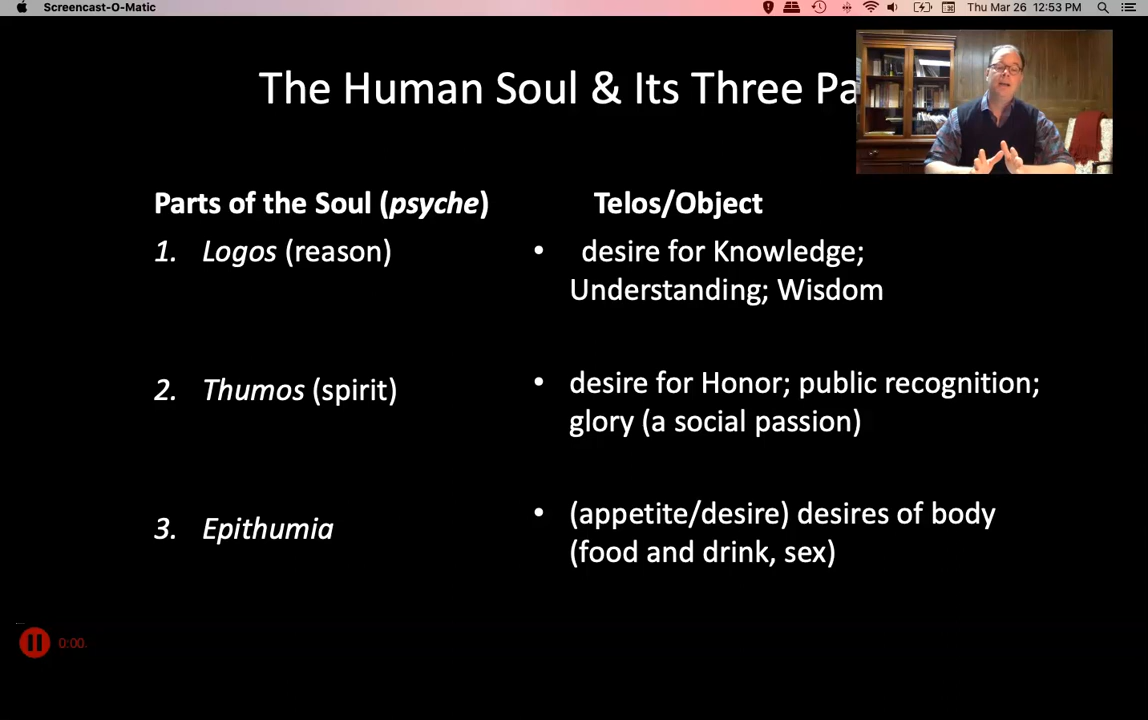 Screencast-O-Matic
Thu Mar 26 12:53 PM
The Human Soul & Its Three
Parts of the Soul (psyche)
Telos/Object
1. Logos (reason)
• desire for Knowledge;
Understanding; Wisdom
2. Thumos (spirit)
• desire for Honor; public recognition;
glory (a social passion)
3. Epithumia
• (appetite/desire) desires of body
(food and drink, sex)
0:00.